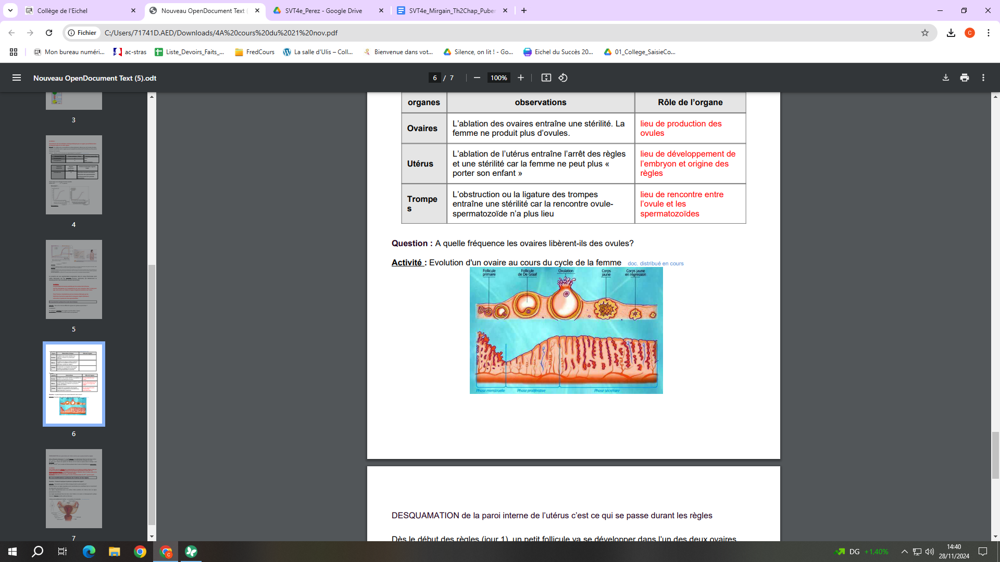 Collège de l'Eichel
Nouveau OpenDocument Text (
SVT4e_Perez - Google Drive
SVT4e_Mirgain_Th2Chap_Puber
Fichier
C:/Users/71741D.AED/Downloads/4A%20cours%20du%2021%20nov.pdf
C
Mon bureau numéri...
ac-stras
Liste_Devoirs_Faits_...
FredCours
La salle d'Ulis – Coll...
Bienvenue dans vot...
Silence, on lit ! - Go...
Eichel du Succès 20...
01_College_SaisieCo...
Nouveau OpenDocument Text (5).odt
6 / 7
100%
organes observations Rôle de l'organe
Ovaires
L'ablation des ovaires entraîne une stérilité. La
femme ne produit plus d'ovules.
lieu de production des
ovules
Utérus
L'ablation de l'utérus entraîne l'arrêt des règles
et une stérilité car la femme ne peut plus «
porter son enfant »
lieu de développement de
l'embryon et origine des
règles
Trompe
s
L'obstruction ou la ligature des trompes
entraîne une stérilité car la rencontre ovule-
spermatozoïde n'a plus lieu
lieu de rencontre entre
l'ovule et les
spermatozoïdes
Question : A quelle fréquence les ovaires libèrent-ils des ovules?
Activité : Evolution d'un ovaire au cours du cycle de la femme doc. distribué en cours
Follicule
primaire
Follicule
de De Graaf
Ovulation
Corps
jaune
Corps jaune
en régression
Phase menstruelle
Phase proliférative
Phase sécrétoire
DESQUAMATION de la paroi interne de l'utérus c'est ce qui se passe durant les règles
Dès le début des règles (jour 1), un petit follicule va se développer dans l'un des deux ovaires
3
4
5
6
7
DG +1,40%
14:40
28/11/2024